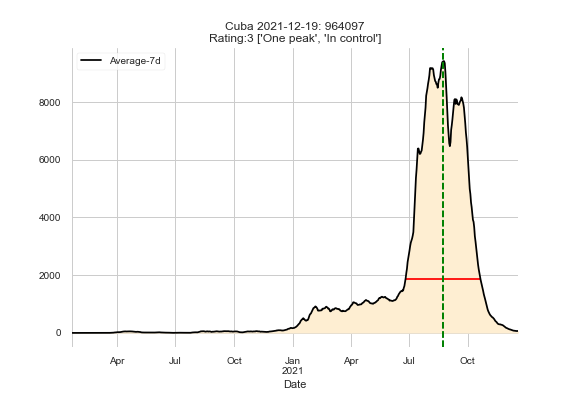 Cuba 2021-12-19: 964097
Rating:3 ['One peak', 'In control']
Average-7d
8000
6000
4000
2000
0
Apr
Jul
Oct
Jan
2021
Apr
Jul
Oct
Date